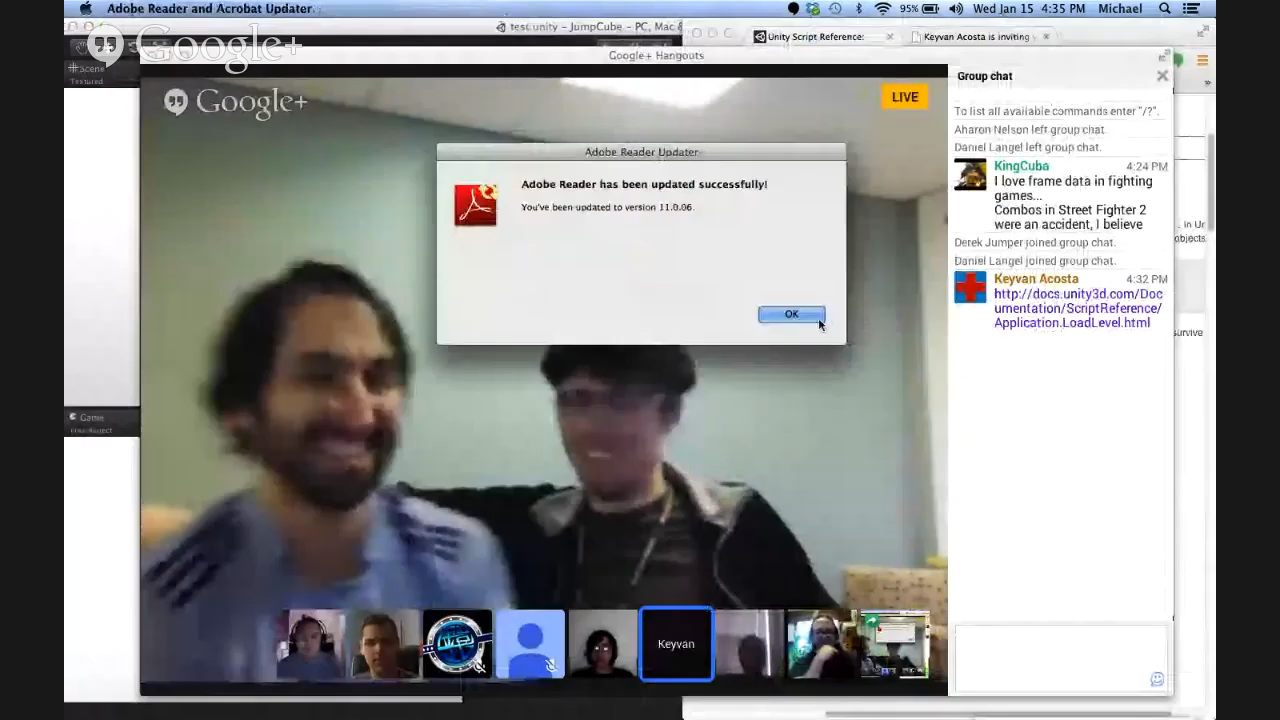 Adobe Reader and Acrobat Updater
95%
Wed Jan 15 4:35 PM Michael
test.unity - JumpCube - PC, Mac &
Unity Script Reference:
Keyvan Acosta is inviting
Google+
Google+ Hangouts
Scene
Textured
Google+
LIVE
Adobe Reader Updater
Adobe Reader has been updated successfully!
You've been updated to version 11.0.06.
OK
Game
Keyvan
Group chat
To list all available commands enter "/?".
Aharon Nelson left group chat.
Daniel Langel left group chat.
KingCuba 4:24 PM
I love frame data in fighting
games...
Combos in Street Fighter 2
were an accident, I believe
Derek Jumper joined group chat.
Daniel Langel joined group chat.
Keyvan Acosta 4:32 PM
http://docs.unity3d.com/Doc
umentation/ScriptReference/
Application.LoadLevel.html
. In Un
objects
survive